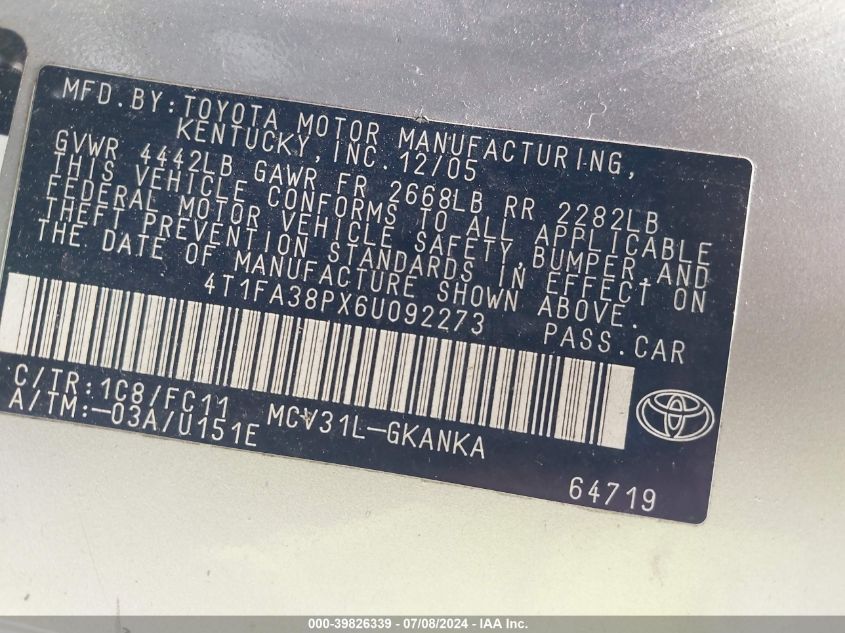 MFD. BY: TOYOTA MOTOR MANUFACTURING,
KENTUCKY, INC. 12/05
GVWR 4442LB GAWR FR 2668LB RR 2282LB
THIS VEHICLE CONFORMS TO ALL APPLICABLE
FEDERAL MOTOR VEHICLE SAFETY, BUMPER, AND
THEFT PREVENTION STANDARDS IN EFFECT ON
THE DATE OF MANUFACTURE SHOWN ABOVE.
4T1FA38PX6U092273 PASS.CAR
C/TR:1C8/FC11 MCV31L-GKANKA
A/TM:-03A/U151E
64719
000-39826339 - 07/08/2024 - IAA Inc.